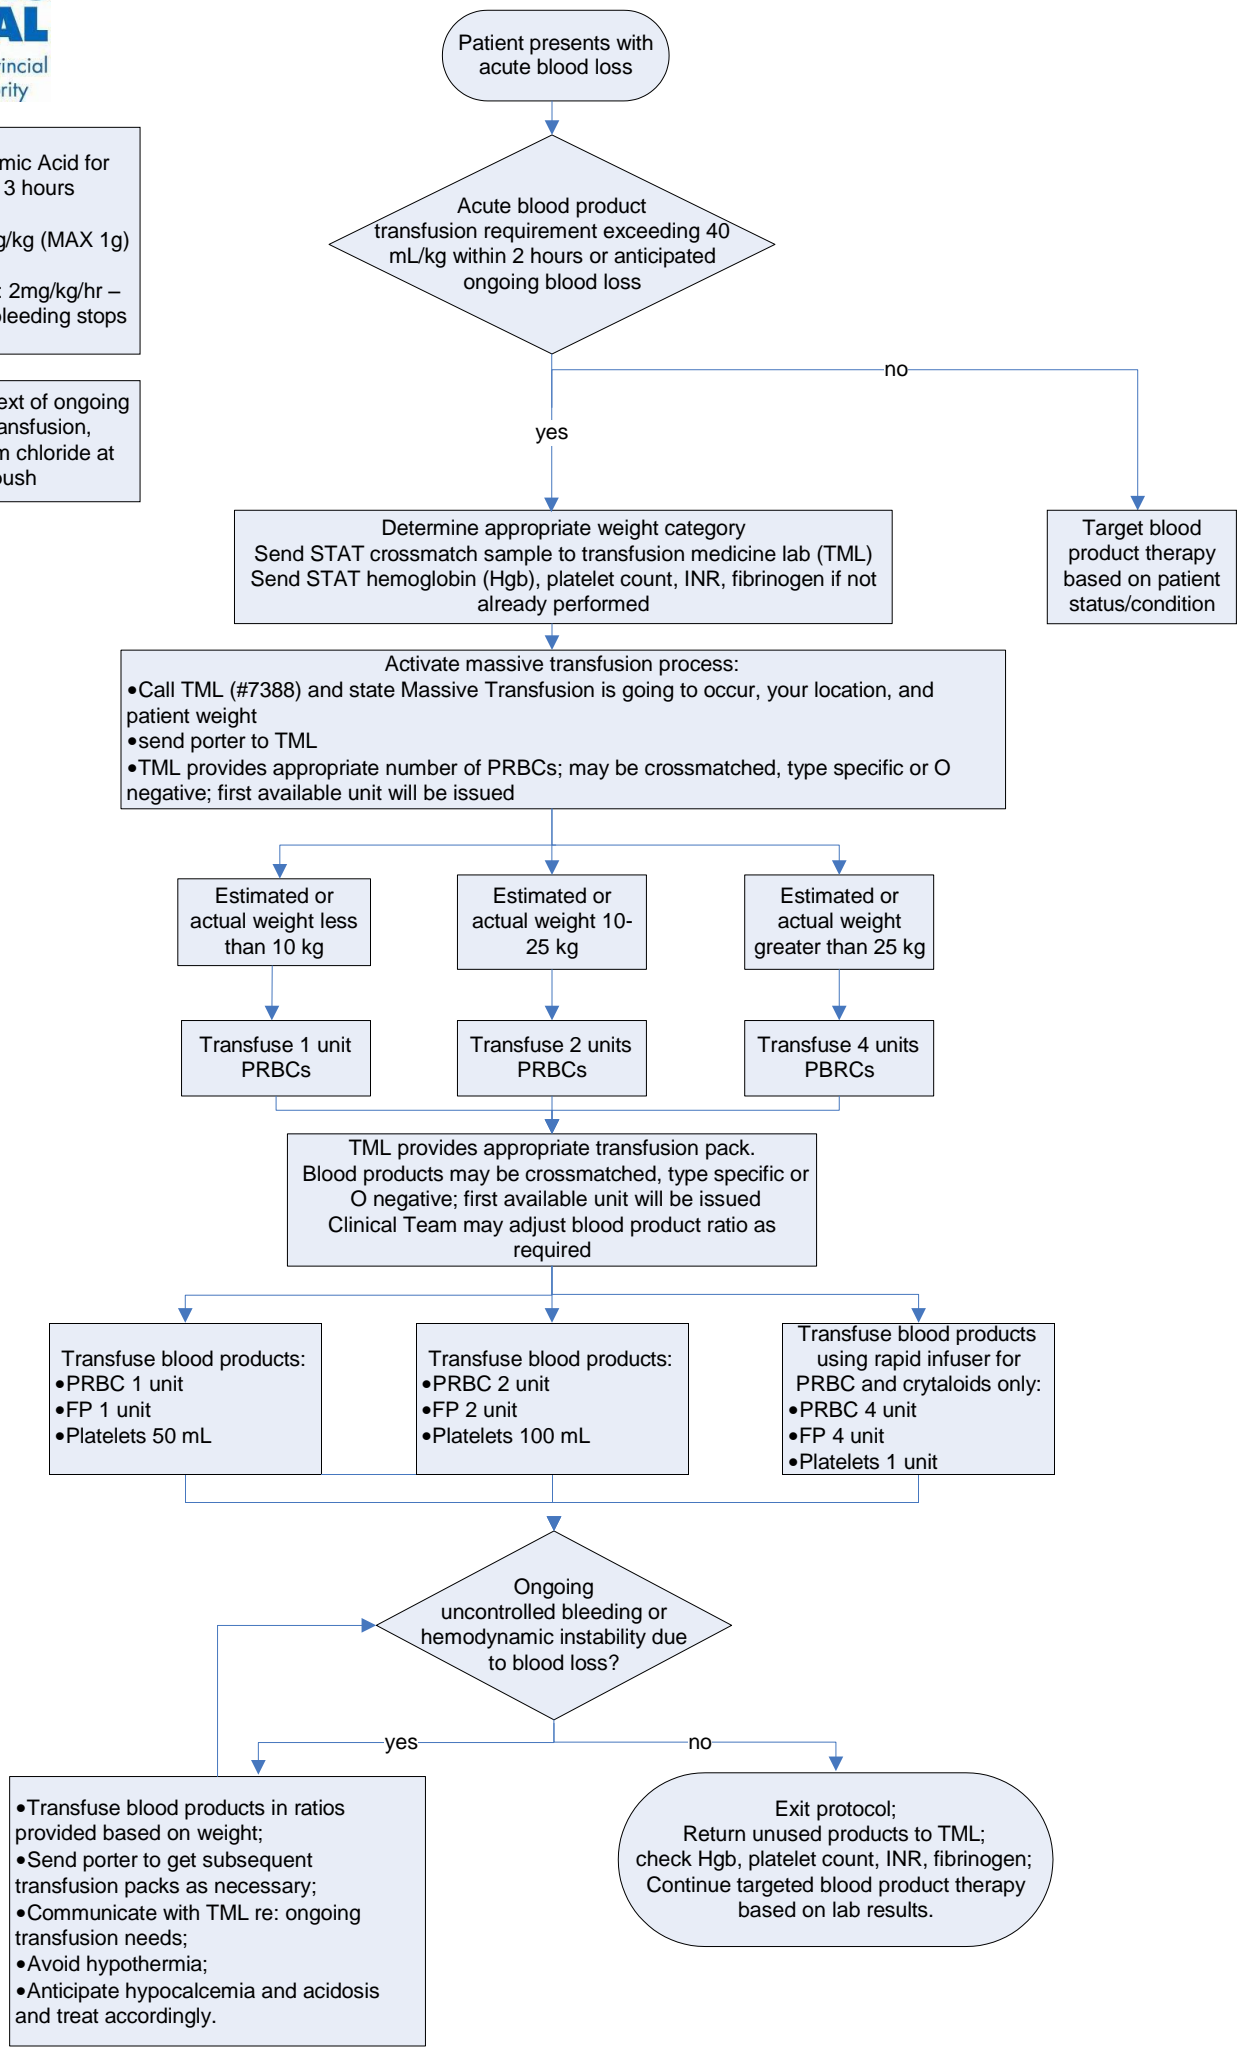 AL
vincial
rity
mic Acid for
3 hours
g/kg (MAX 1g)
: 2mg/kg/hr –
bleeding stops
ext of ongoing
ansfusion,
m chloride at
push
Patient presents with
acute blood loss
Acute blood product
transfusion requirement exceeding 40
mL/kg within 2 hours or anticipated
ongoing blood loss
no
yes
Determine appropriate weight category
Send STAT crossmatch sample to transfusion medicine lab (TML)
Send STAT hemoglobin (Hgb), platelet count, INR, fibrinogen if not
already performed
Target blood
product therapy
based on patient
status/condition
Activate massive transfusion process:
•Call TML (#7388) and state Massive Transfusion is going to occur, your location, and
patient weight
•send porter to TML
•TML provides appropriate number of PRBCs; may be crossmatched, type specific or O
negative; first available unit will be issued
Estimated or
actual weight less
than 10 kg
Estimated or
actual weight 10-
25 kg
Estimated or
actual weight
greater than 25 kg
Transfuse 1 unit
PRBCs
Transfuse 2 units
PRBCs
Transfuse 4 units
PBRCs
TML provides appropriate transfusion pack.
Blood products may be crossmatched, type specific or
O negative; first available unit will be issued
Clinical Team may adjust blood product ratio as
required
Transfuse blood products:
•PRBC 1 unit
•FP 1 unit
•Platelets 50 mL
Transfuse blood products:
•PRBC 2 unit
•FP 2 unit
•Platelets 100 mL
Transfuse blood products
using rapid infuser for
PRBC and crytaloids only:
•PRBC 4 unit
•FP 4 unit
•Platelets 1 unit
Ongoing
uncontrolled bleeding or
hemodynamic instability due
to blood loss?
yes
no
•Transfuse blood products in ratios
provided based on weight;
•Send porter to get subsequent
transfusion packs as necessary;
•Communicate with TML re: ongoing
transfusion needs;
•Avoid hypothermia;
•Anticipate hypocalcemia and acidosis
and treat accordingly.
Exit protocol;
Return unused products to TML;
check Hgb, platelet count, INR, fibrinogen;
Continue targeted blood product therapy
based on lab results.